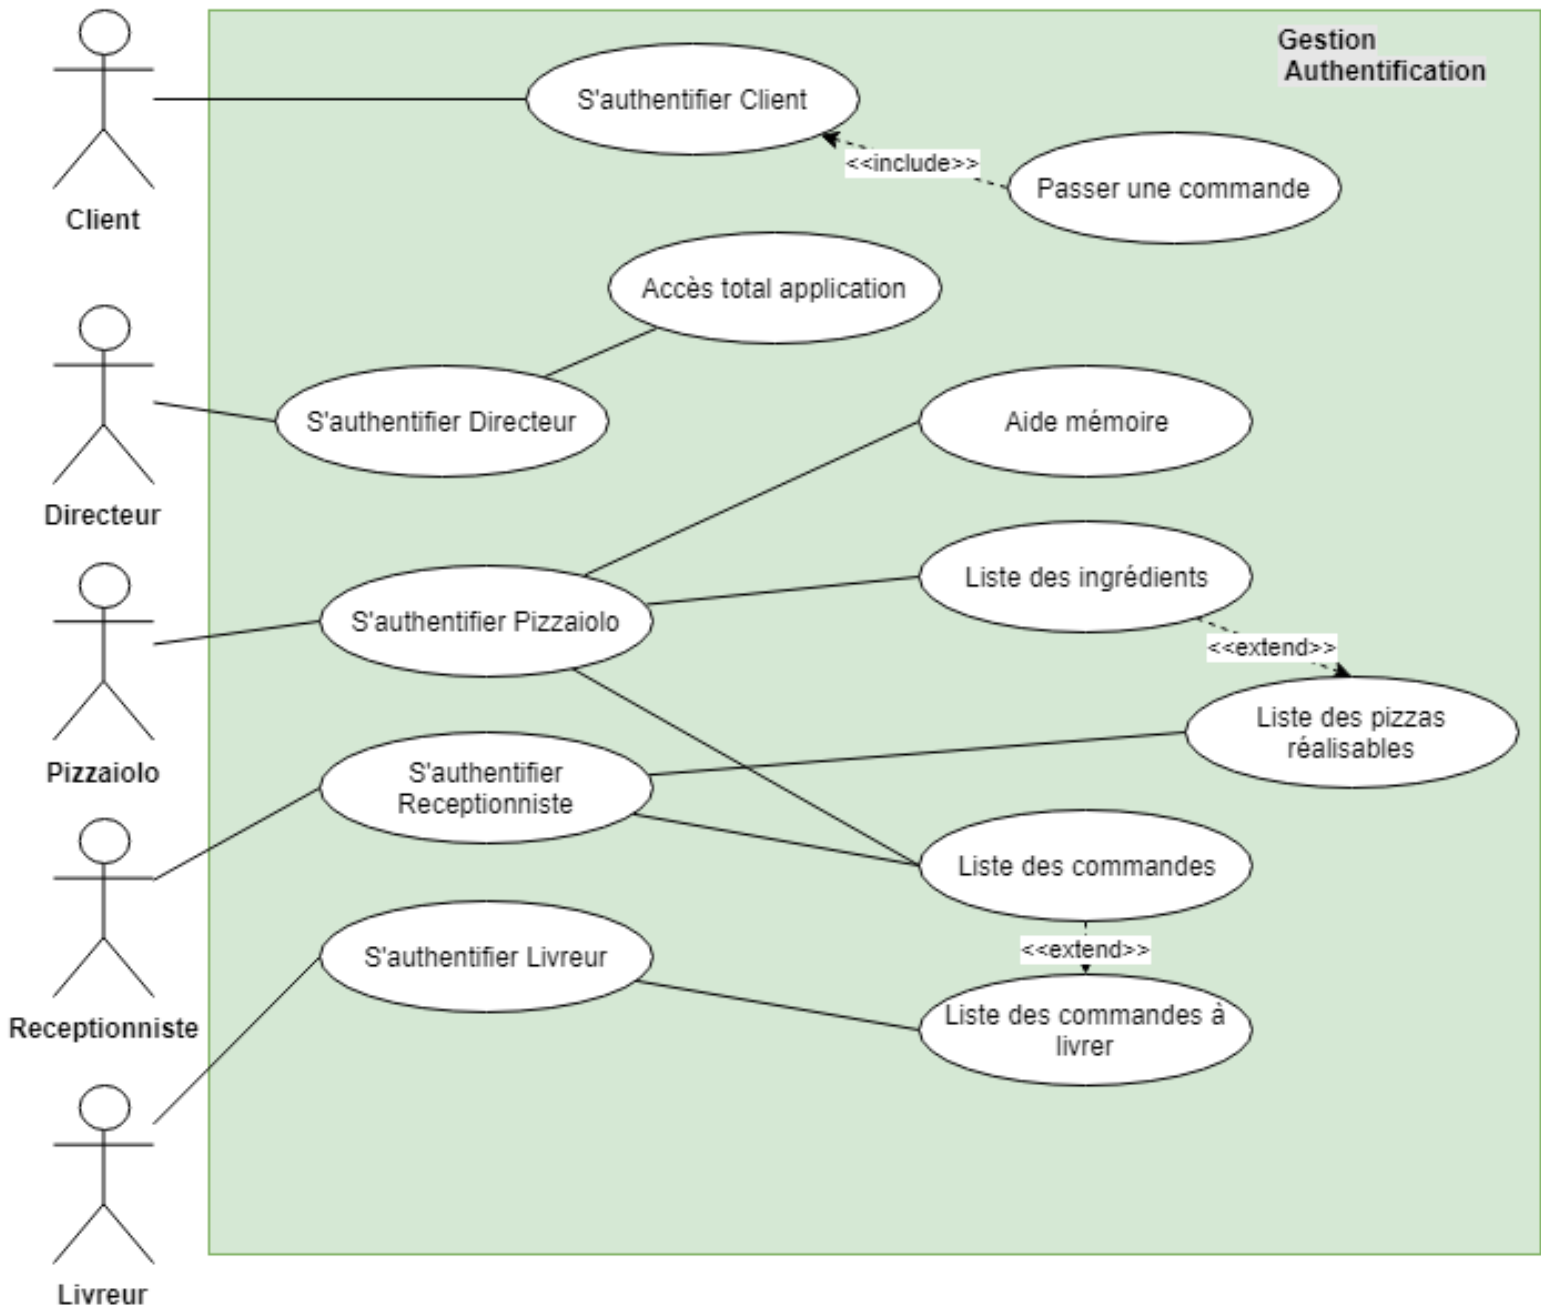 Gestion
Authentification
S'authentifier Client
<<include>>
Passer une commande
Client
Accès total application
S'authentifier Directeur
Aide mémoire
Directeur
Liste des ingrédients
S'authentifier Pizzaiolo
<<extend>>
Liste des pizzas
réalisables
Pizzaiolo
S'authentifier
Receptionniste
Liste des commandes
<<extend>>
S'authentifier Livreur
Liste des commandes à
livrer
Receptionniste
Livreur